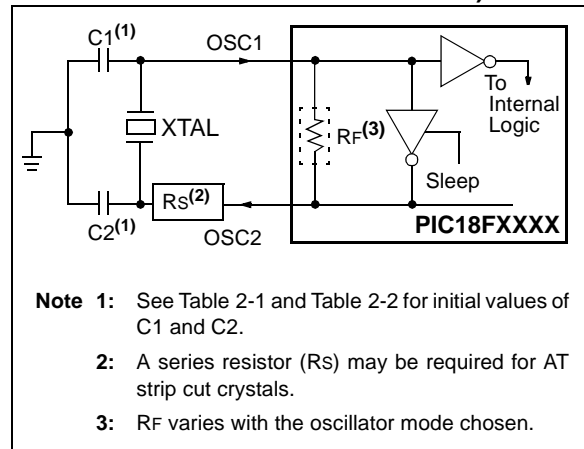 C1(1)
OSC1
To
Internal
Logic
XTAL
RF(3)
Sleep
C2(1)
RS(2)
OSC2
PIC18FXXXX
Note 1: See Table 2-1 and Table 2-2 for initial values of
C1 and C2.
2: A series resistor (RS) may be required for AT
strip cut crystals.
3: RF varies with the oscillator mode chosen.